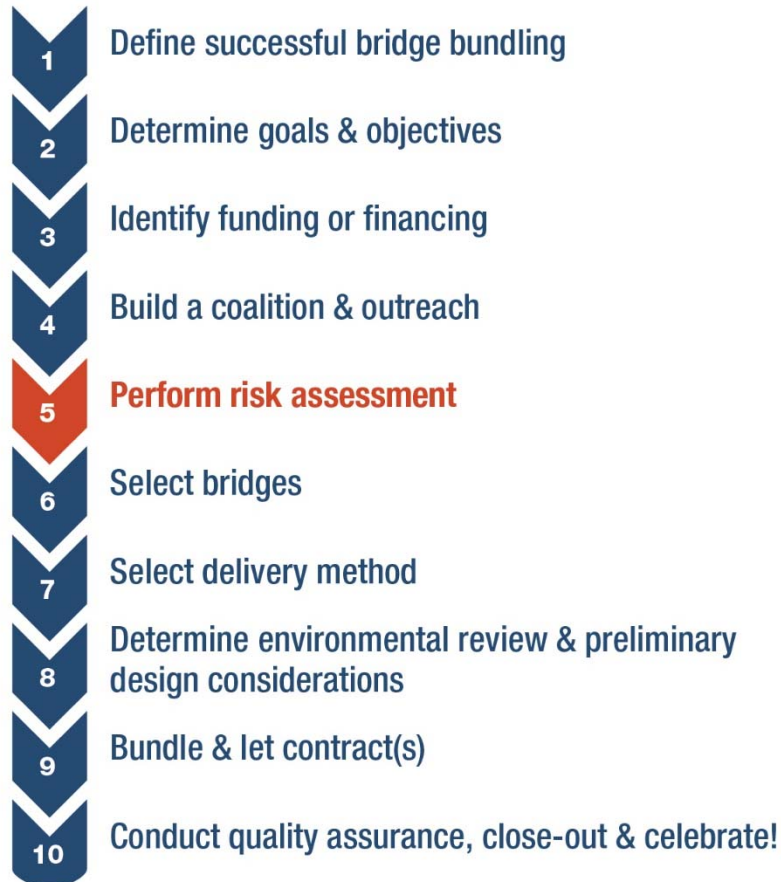 1 Define successful bridge bundling
2 Determine goals & objectives
3 Identify funding or financing
4 Build a coalition & outreach
5 Perform risk assessment
6 Select bridges
7 Select delivery method
8 Determine environmental review & preliminary
design considerations
9 Bundle & let contract(s)
10 Conduct quality assurance, close-out & celebrate!